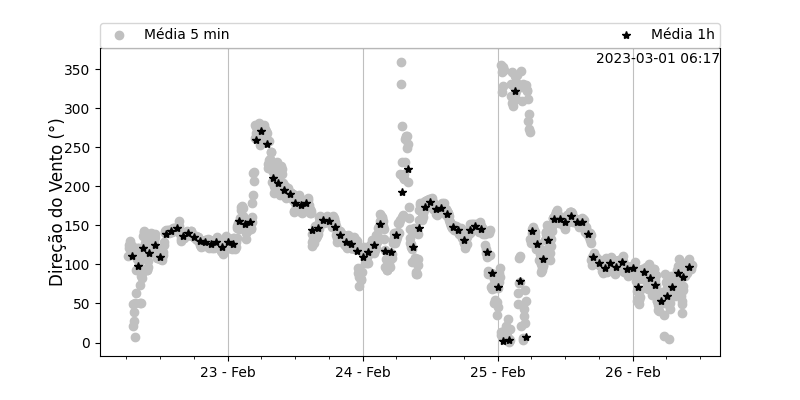 Média 5 min
Média 1h
2023-03-01 06:17
Direção do Vento (°)
350
300
250
200
150
100
50
0
23 - Feb
24 - Feb
25 - Feb
26 - Feb